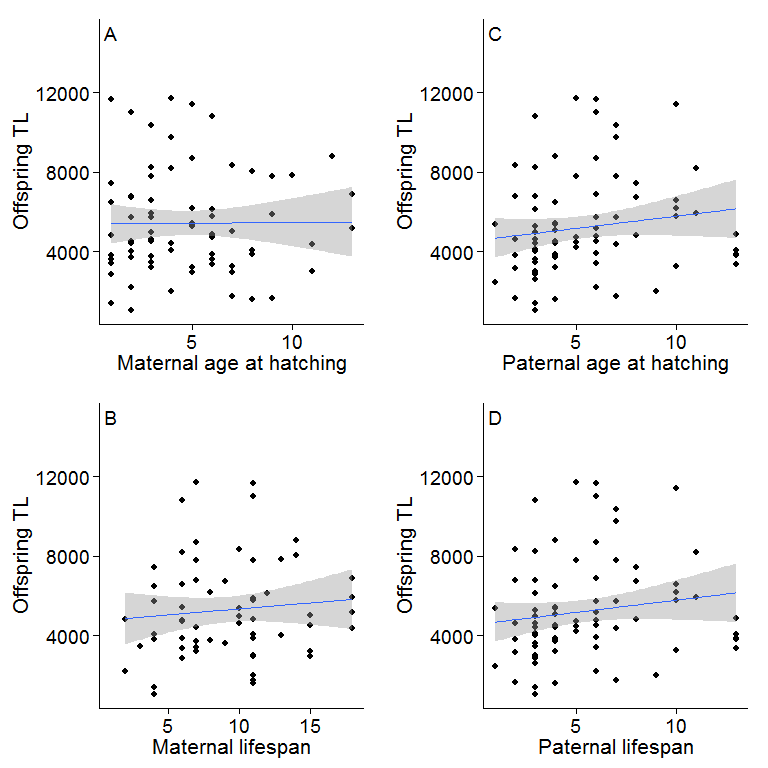 A
12000
8000
4000
Offspring TL
5
10
Maternal age at hatching
C
12000
8000
4000
Offspring TL
5
10
Paternal age at hatching
B
12000
8000
4000
Offspring TL
5
10
15
Maternal lifespan
D
12000
8000
4000
Offspring TL
5
10
Paternal lifespan